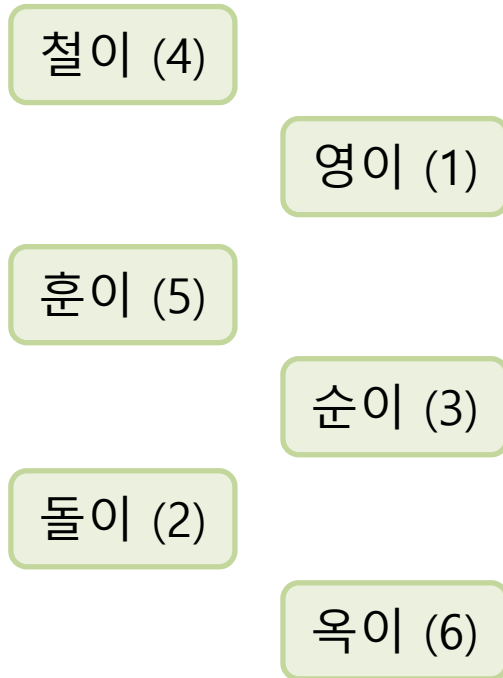 철이 (4)
영이 (1)
훈이 (5)
순이 (3)
돌이 (2)
옥이 (6)